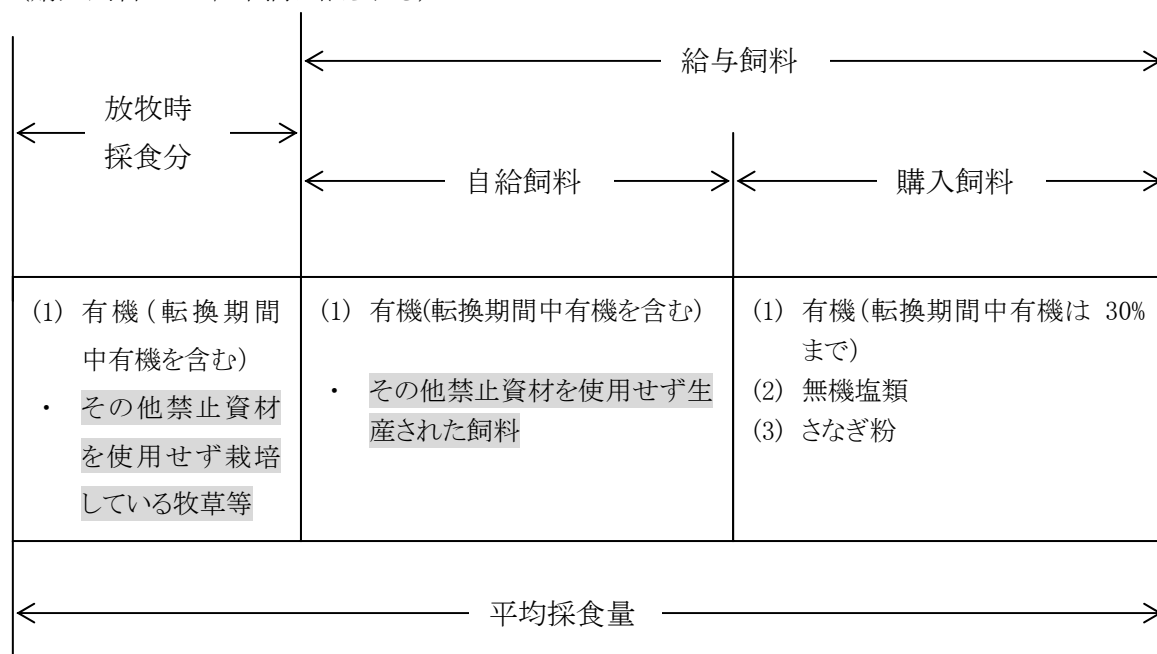 給与飼料
放牧時
採食分
自給飼料
購入飼料
(1) 有機（転換期間
中有機を含む）
・ その他禁止資材
を使用せず栽培
している牧草等
(1) 有機(転換期間中有機を含む）
・ その他禁止資材を使用せず生
産された飼料
(1) 有機（転換期間中有機は 30%
まで）
(2) 無機塩類
(3) さなぎ粉
平均採食量